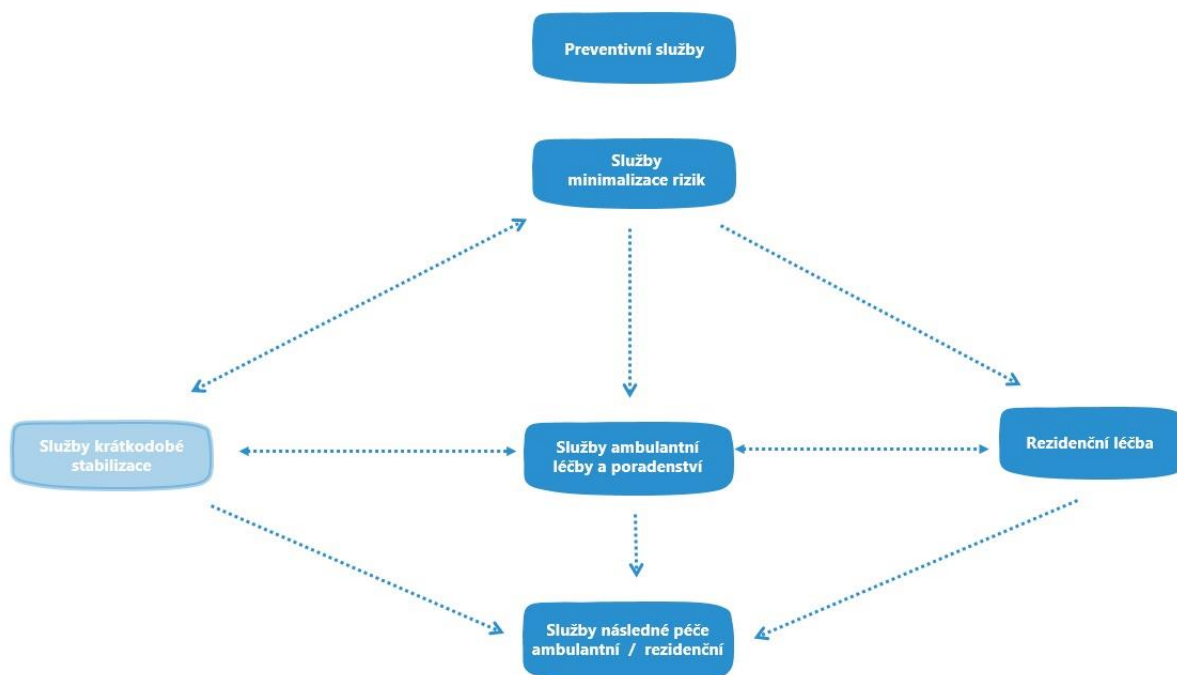 Preventivní služby
Služby
minimalizace rizik
Služby krátkodobé
stabilizace
Služby ambulantní
léčby a poradenství
Rezidenční léčba
Služby následné péče
ambulantní / rezidenční